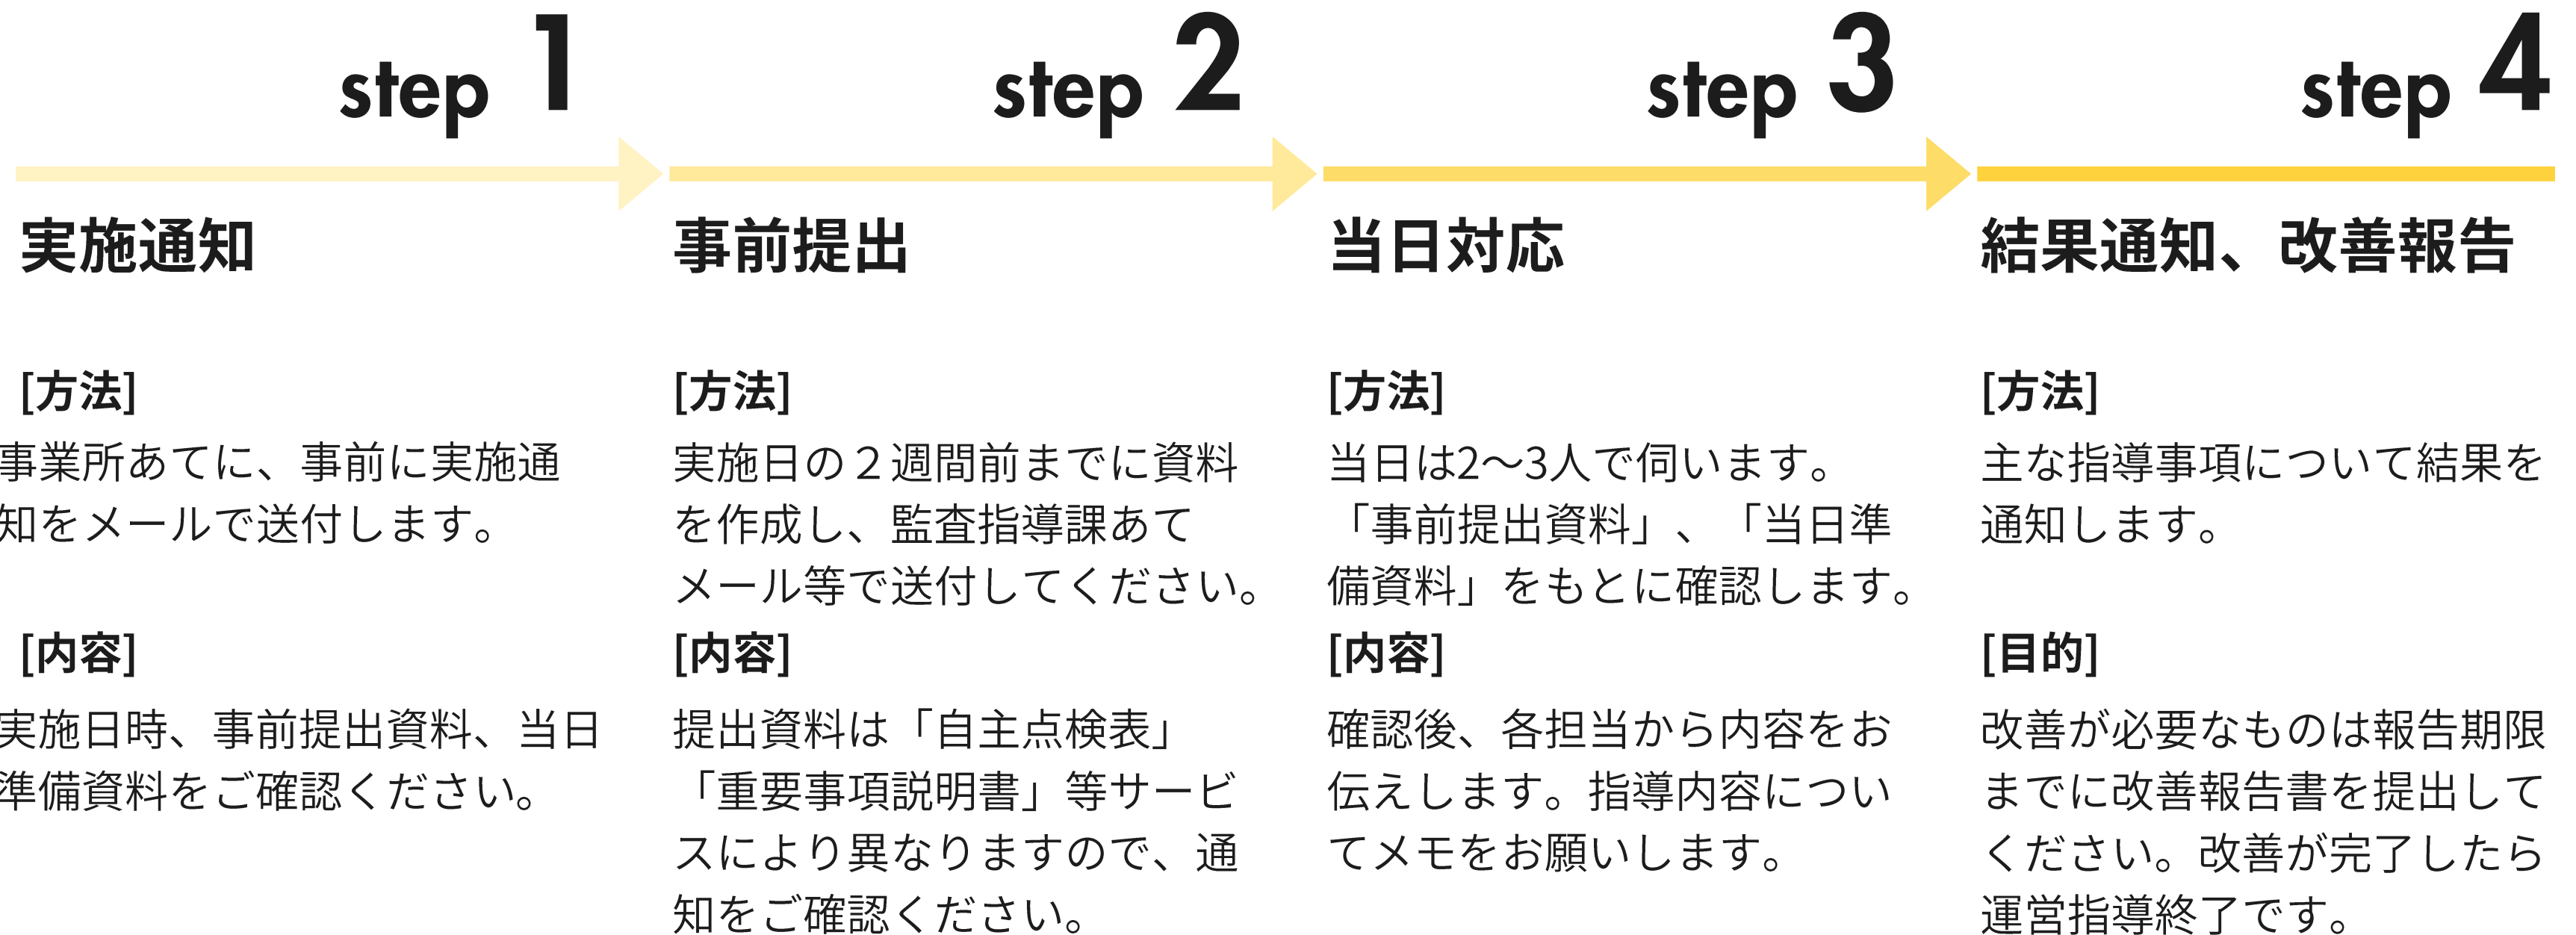 step 1
実施通知
[方法]
事業所あてに、事前に実施通
知をメールで送付します。
[内容]
実施日時、事前提出資料、当日
準備資料をご確認ください。
step 2
事前提出
[方法]
実施日の２週間前までに資料
を作成し、監査指導課あて
メール等で送付してください。
[内容]
提出資料は「自主点検表」
「重要事項説明書」等サービ
スにより異なりますので、通
知をご確認ください。
step 3
当日対応
[方法]
当日は2～3人で伺います。
「事前提出資料」、「当日準
備資料」をもとに確認します。
[内容]
確認後、各担当から内容をお
伝えします。指導内容につい
てメモをお願いします。
step 4
結果通知、改善報告
[方法]
主な指導事項について結果を
通知します。
[目的]
改善が必要なものは報告期限
までに改善報告書を提出して
ください。改善が完了したら
運営指導終了です。